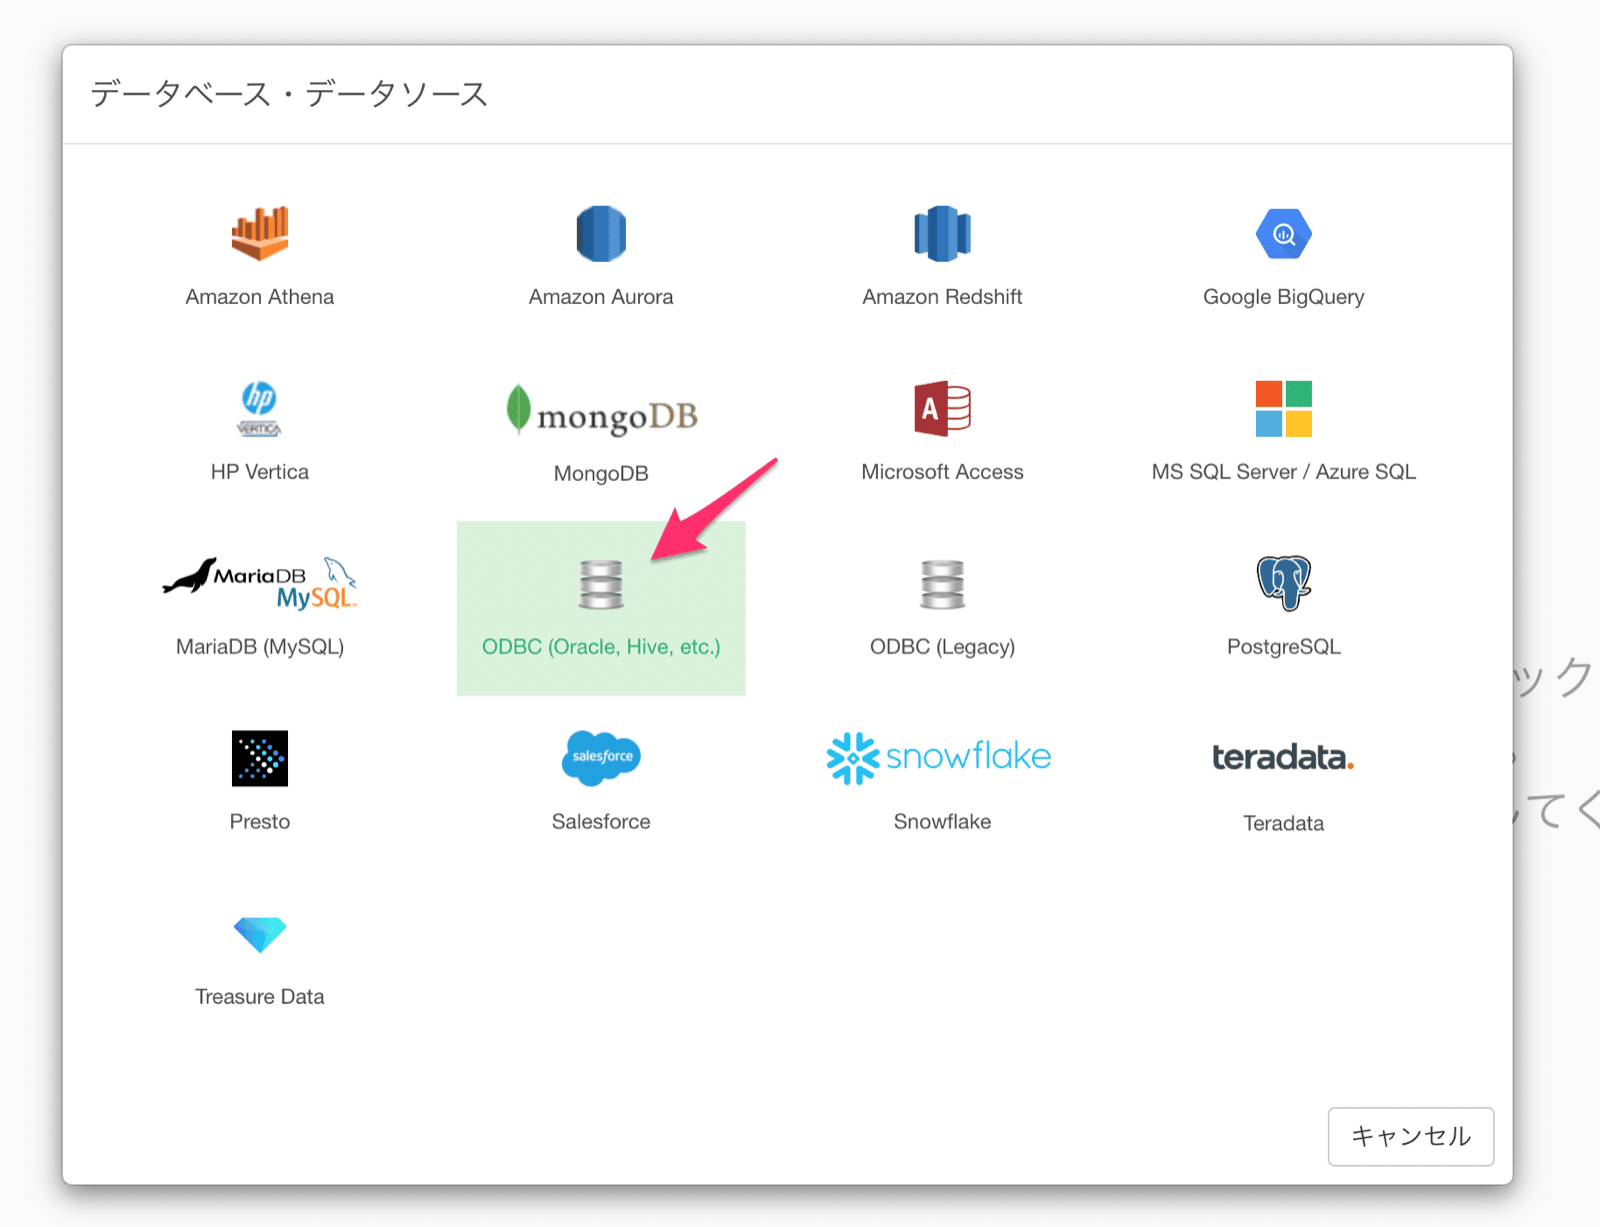 データベース・データソース
Amazon Athena
Amazon Aurora
Amazon Redshift
Google BigQuery
hp
VERTICA
HP Vertica
mongoDB
MongoDB
A
Microsoft Access
MS SQL Server / Azure SQL
MariaDB
MySQL™
MariaDB (MySQL)
ODBC (Oracle, Hive, etc.)
ODBC (Legacy)
PostgreSQL
ック
Presto
salesforce
Salesforce
snowflake
Snowflake
teradata.
Teradata
てく
Treasure Data
キャンセル